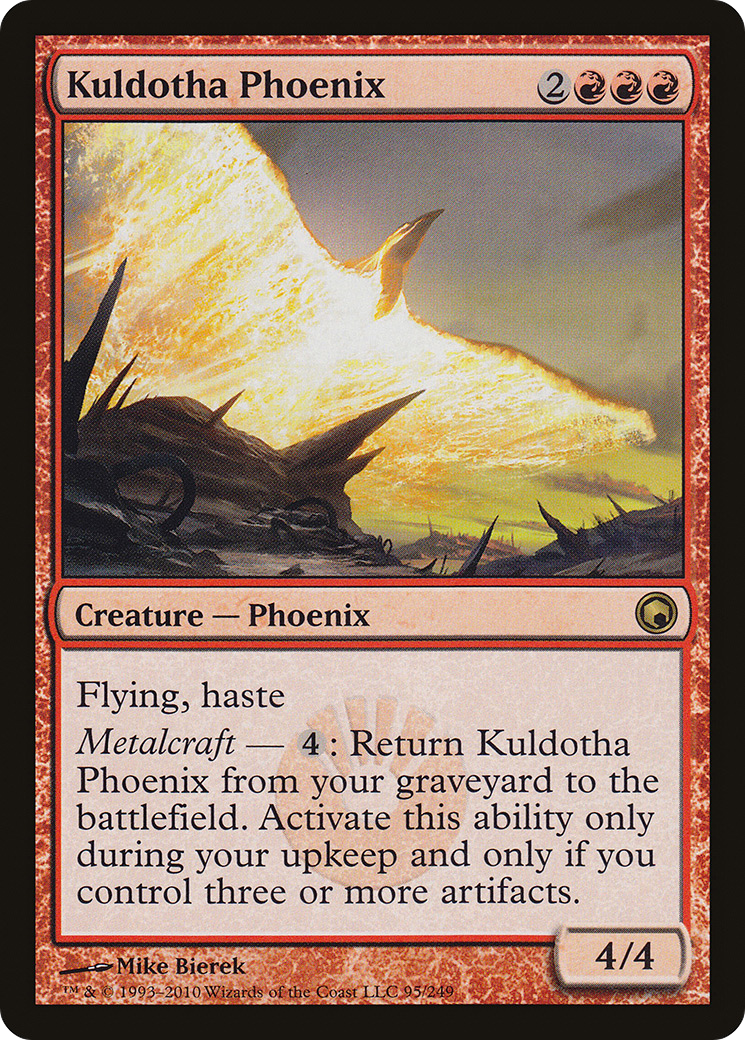 Kuldotha Phoenix 2
Creature — Phoenix
Flying, haste
Metalcraft — 4: Return Kuldotha
Phoenix from your graveyard to the
battlefield. Activate this ability only
during your upkeep and only if you
control three or more artifacts.
4/4
Mike Bierek
™ & © 1993–2010 Wizards of the Coast LLC 95/249